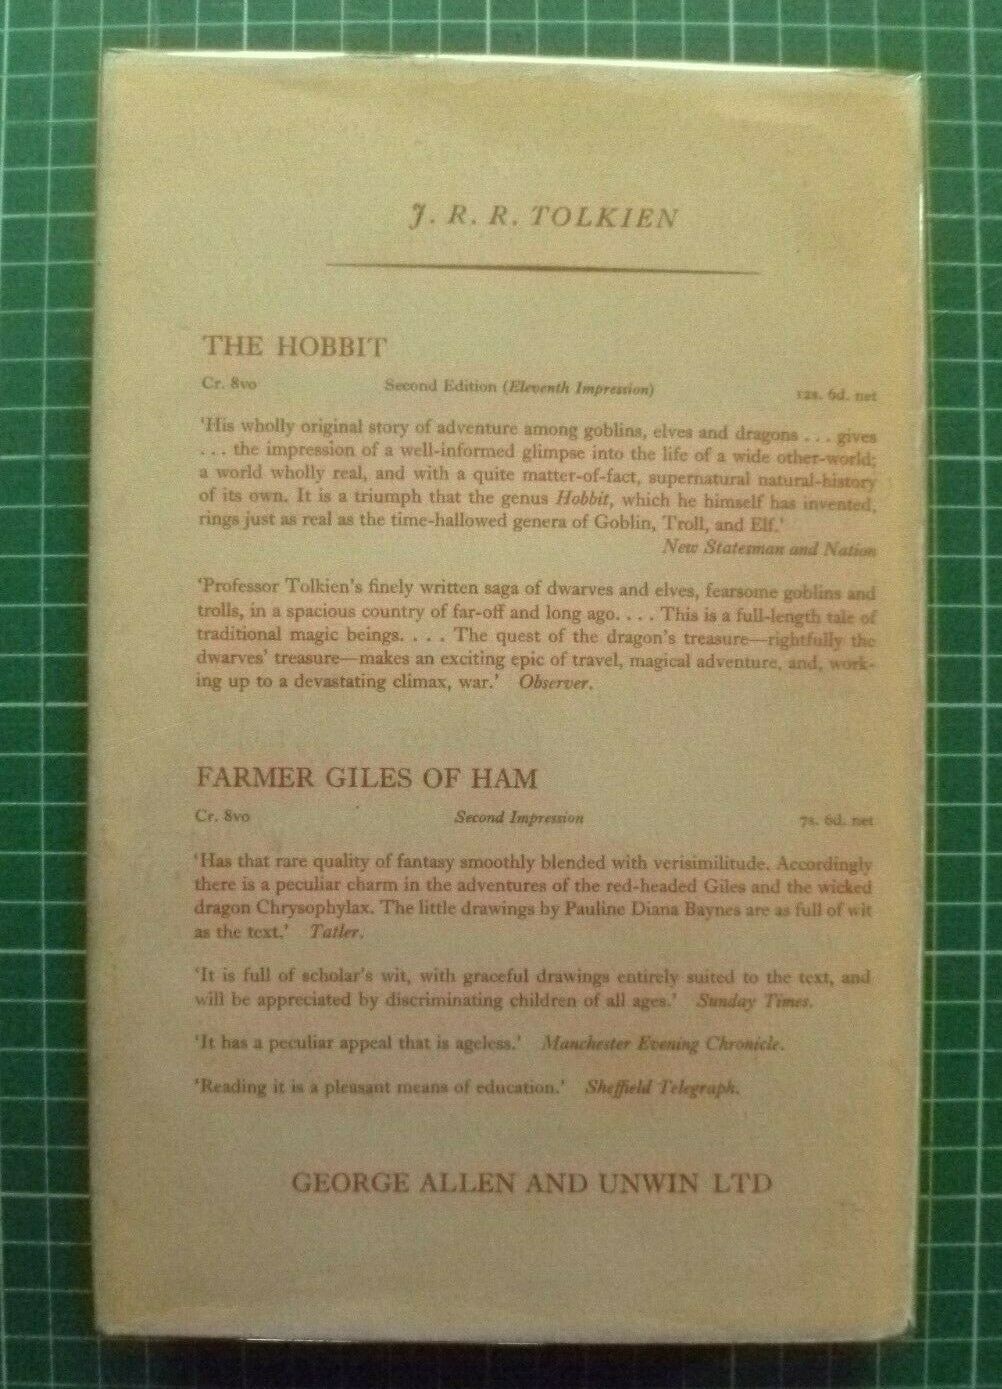 J. R. R. TOLKIEN
THE HOBBIT
Cr. 8vo Second Edition (Eleventh Impression) 12s. 6d. net
'His wholly original story of adventure among goblins, elves and dragons . . . gives
. . . the impression of a well-informed glimpse into the life of a wide other-world;
a world wholly real, and with a quite matter-of-fact, supernatural natural-history
of its own. It is a triumph that the genus Hobbit, which he himself has invented,
rings just as real as the time-hallowed genera of Goblin, Troll, and Elf.'
New Statesman and Nation
'Professor Tolkien's finely written saga of dwarves and elves, fearsome goblins and
trolls, in a spacious country of far-off and long ago. . . . This is a full-length tale of
traditional magic beings. . . . The quest of the dragon's treasure—rightfully the
dwarves' treasure—makes an exciting epic of travel, magical adventure, and, work-
ing up to a devastating climax, war.' Observer.
FARMER GILES OF HAM
Cr. 8vo Second Impression 7s. 6d. net
'Has that rare quality of fantasy smoothly blended with verisimilitude. Accordingly
there is a peculiar charm in the adventures of the red-headed Giles and the wicked
dragon Chrysophylax. The little drawings by Pauline Diana Baynes are as full of wit
as the text.' Tatler.
'It is full of scholar's wit, with graceful drawings entirely suited to the text, and
will be appreciated by discriminating children of all ages.' Sunday Times.
'It has a peculiar appeal that is ageless.' Manchester Evening Chronicle.
'Reading it is a pleasant means of education.' Sheffield Telegraph.
GEORGE ALLEN AND UNWIN LTD